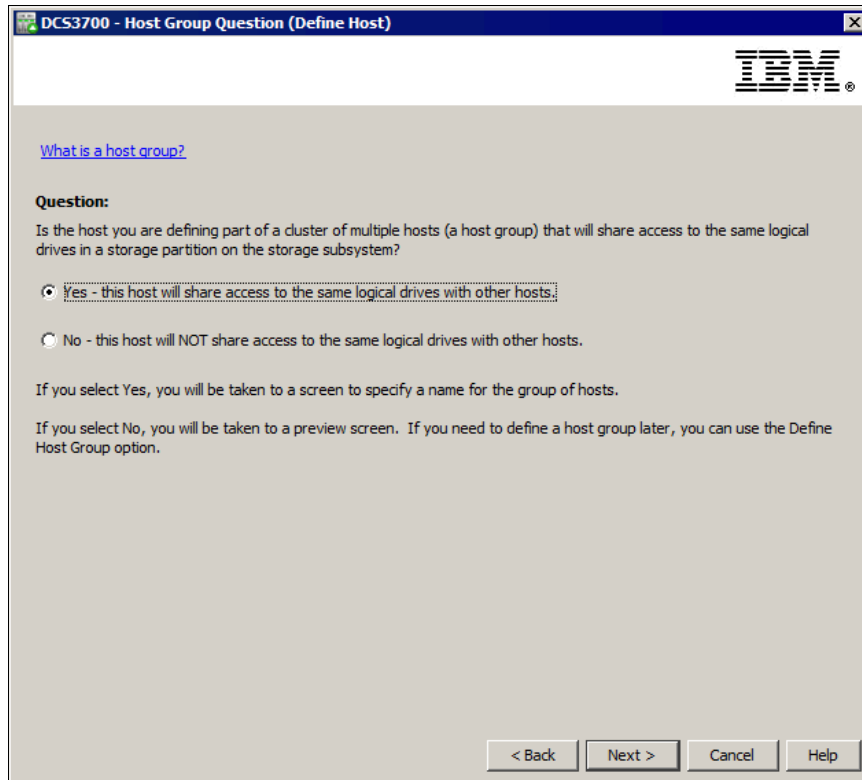 DCS3700 - Host Group Question (Define Host)
IBM®
What is a host group?
Question:
Is the host you are defining part of a cluster of multiple hosts (a host group) that will share access to the same logical
drives in a storage partition on the storage subsystem?
Yes - this host will share access to the same logical drives with other hosts.
No - this host will NOT share access to the same logical drives with other hosts.
If you select Yes, you will be taken to a screen to specify a name for the group of hosts.
If you select No, you will be taken to a preview screen.  If you need to define a host group later, you can use the Define
Host Group option.
< Back Next > Cancel Help